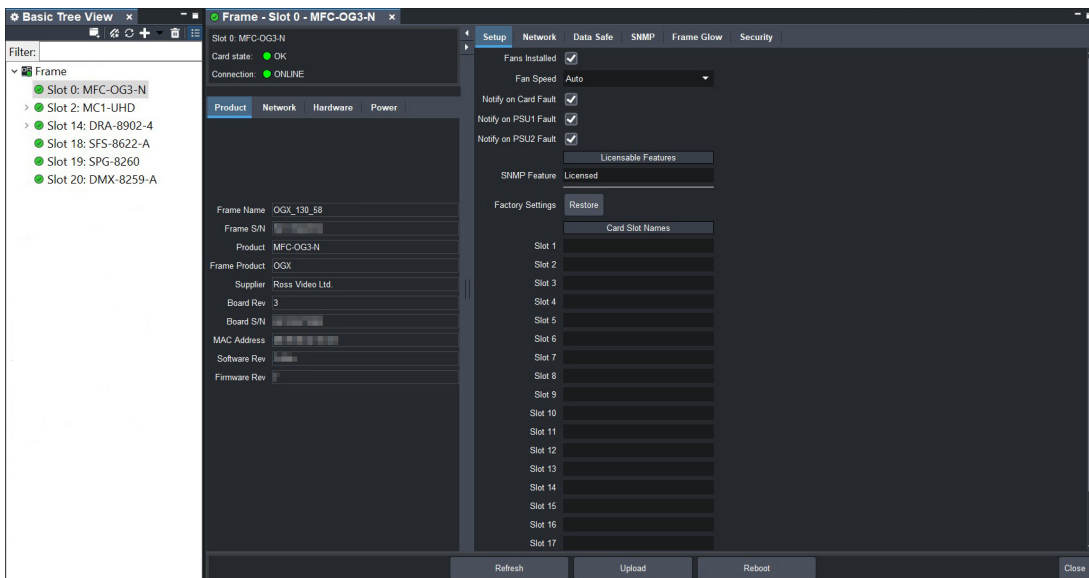 Basic Tree View
Filter:
Frame
Slot 0: MFC-OG3-N
Slot 2: MC1-UHD
Slot 14: DRA-8902-4
Slot 18: SFS-8622-A
Slot 19: SPG-8260
Slot 20: DMX-8259-A
Frame - Slot 0 - MFC-OG3-N
Slot 0: MFC-OG3-N
Card state: OK
Connection: ONLINE
Product Network Hardware Power
Frame Name OGX_130_58
Frame S/N
Product MFC-OG3-N
Frame Product OGX
Supplier Ross Video Ltd.
Board Rev 3
Board S/N
MAC Address
Software Rev
Firmware Rev
Setup Network Data Safe SNMP Frame Glow Security
Fans Installed
Fan Speed Auto
Notify on Card Fault
Notify on PSU1 Fault
Notify on PSU2 Fault
Licensable Features
SNMP Feature Licensed
Factory Settings Restore
Card Slot Names
Slot 1
Slot 2
Slot 3
Slot 4
Slot 5
Slot 6
Slot 7
Slot 8
Slot 9
Slot 10
Slot 11
Slot 12
Slot 13
Slot 14
Slot 15
Slot 16
Slot 17
Refresh Upload Reboot Close